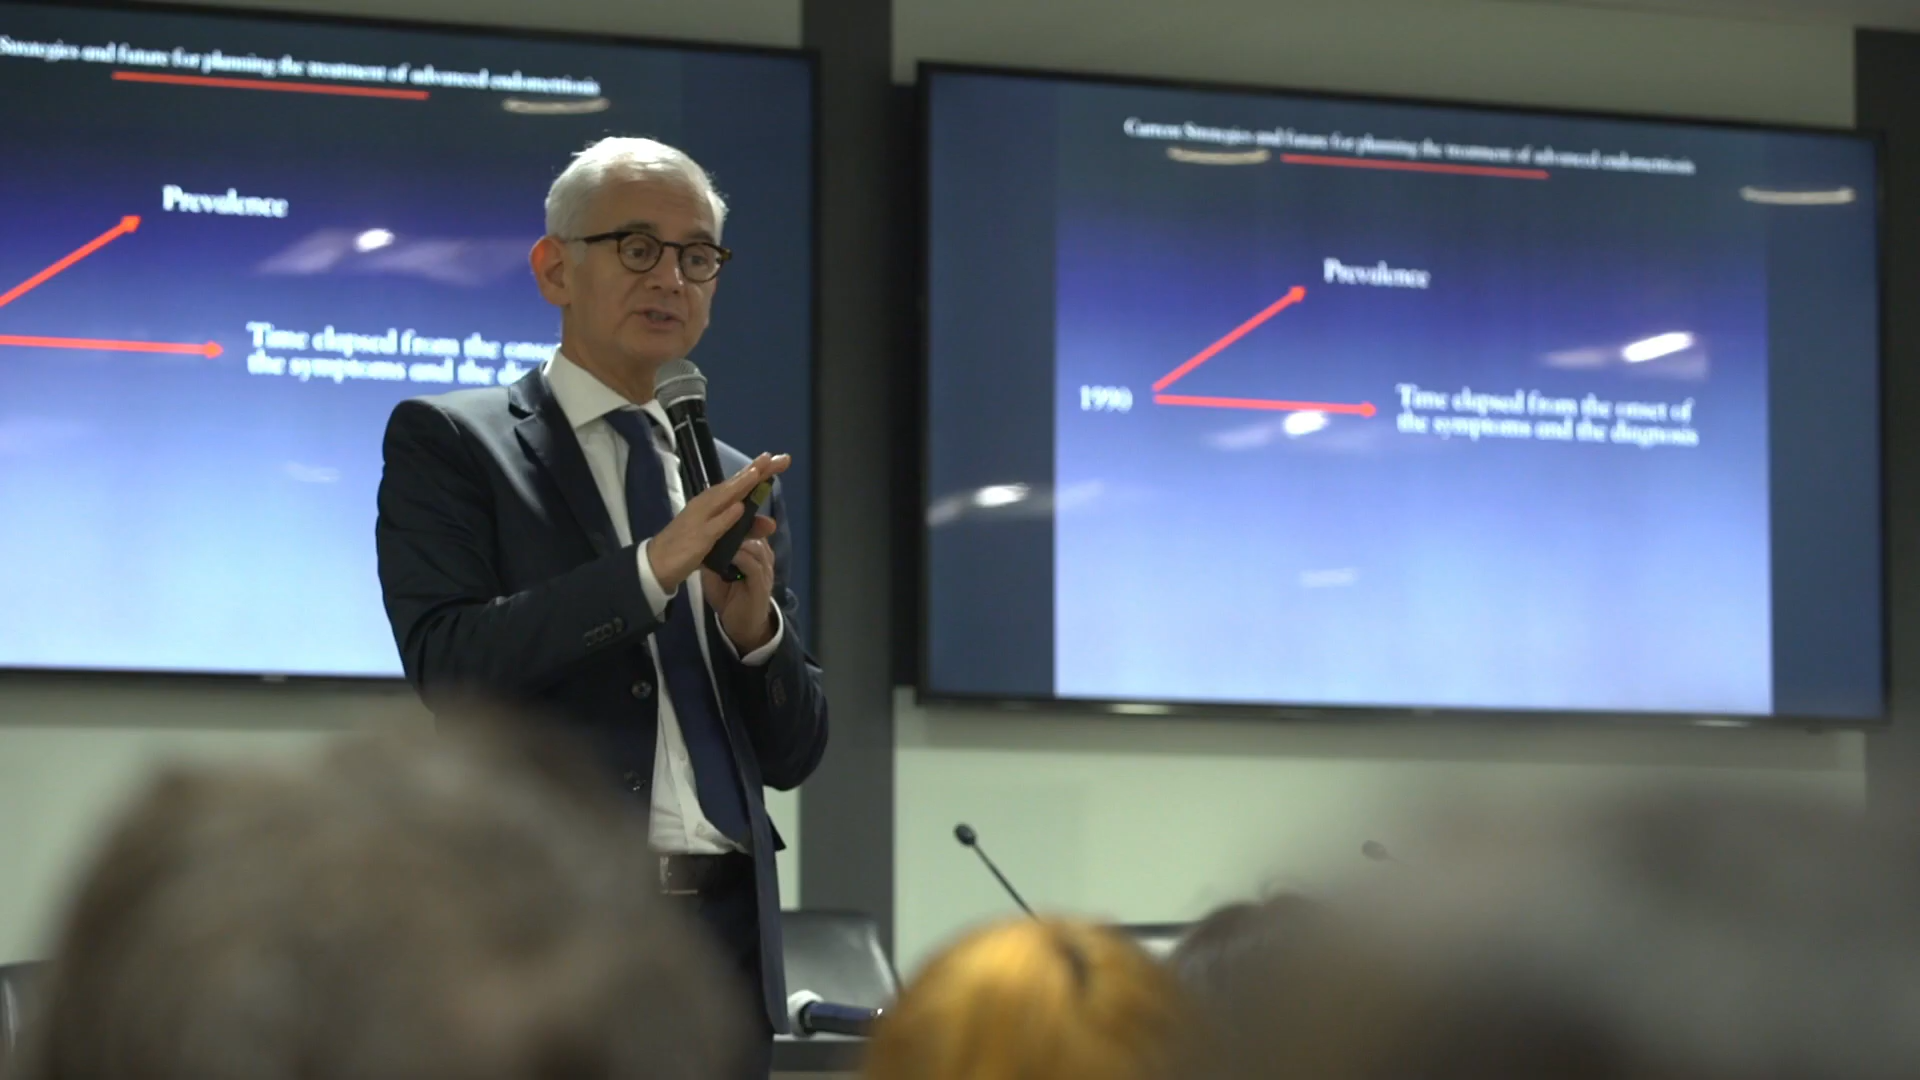 Strategies and future for planning the treatment of advanced endometriosis
Prevalence
Time elapsed from the onset
the symptoms and the
Current Strategies and future for planning the treatment of advanced endometriosis
Prevalence
1990
Time elapsed from the onset of
the symptoms and the diagnosis